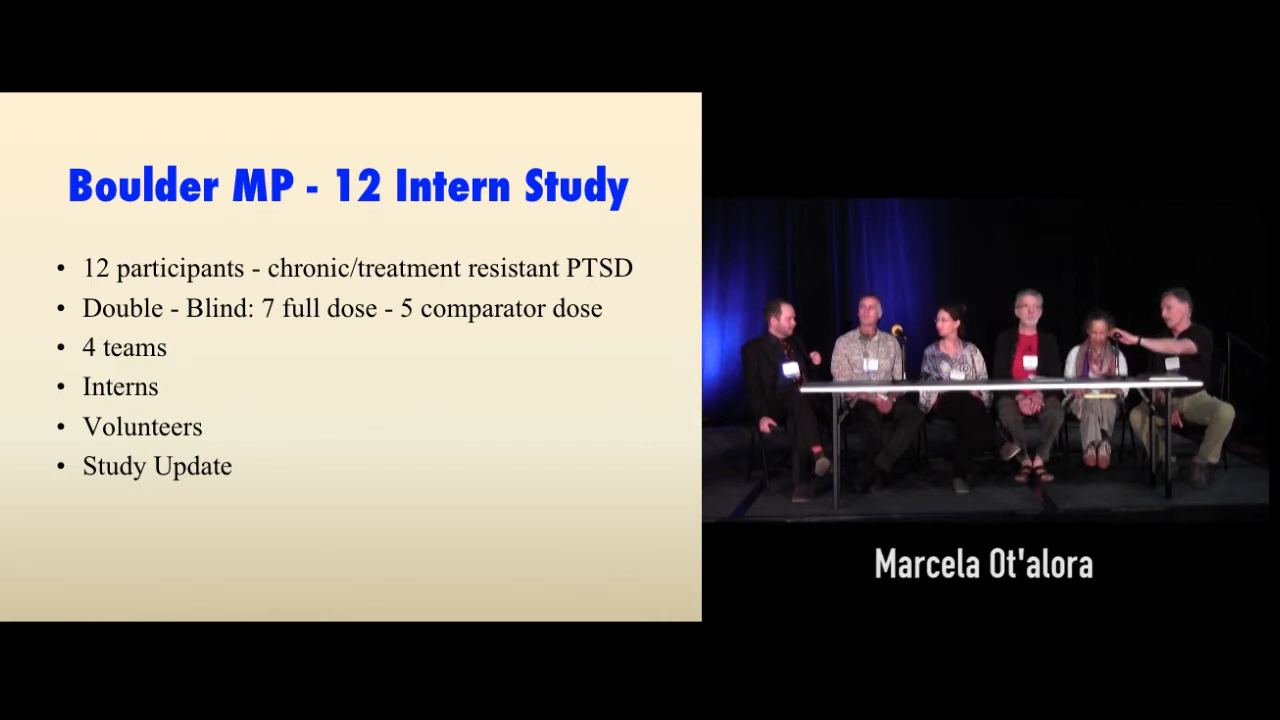 Boulder MP - 12 Intern Study
• 12 participants - chronic/treatment resistant PTSD
• Double - Blind: 7 full dose - 5 comparator dose
• 4 teams
• Interns
• Volunteers
• Study Update
Marcela Ot'alora